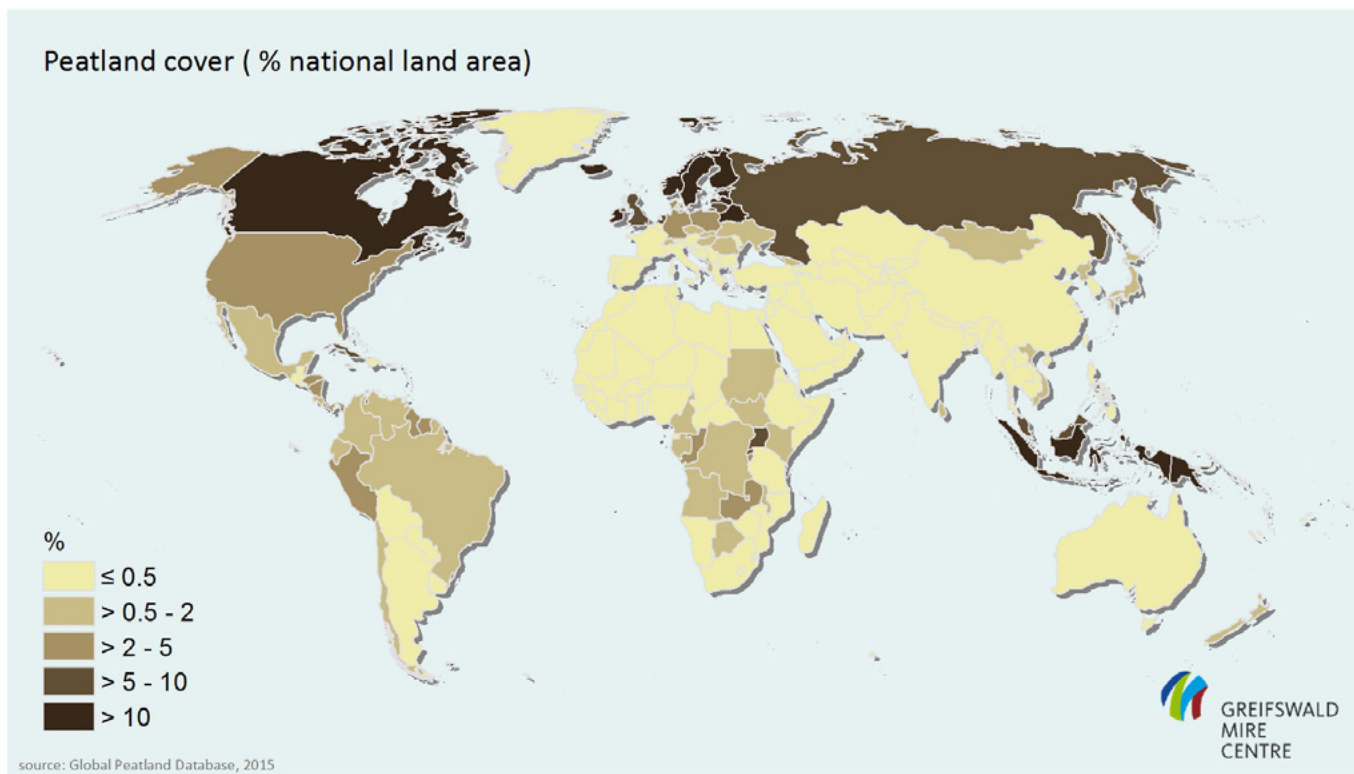 Peatland cover ( % national land area)
%
≤ 0.5
> 0.5 - 2
> 2 - 5
> 5 - 10
> 10
GREIFSWALD
MIRE
CENTRE
source: Global Peatland Database, 2015